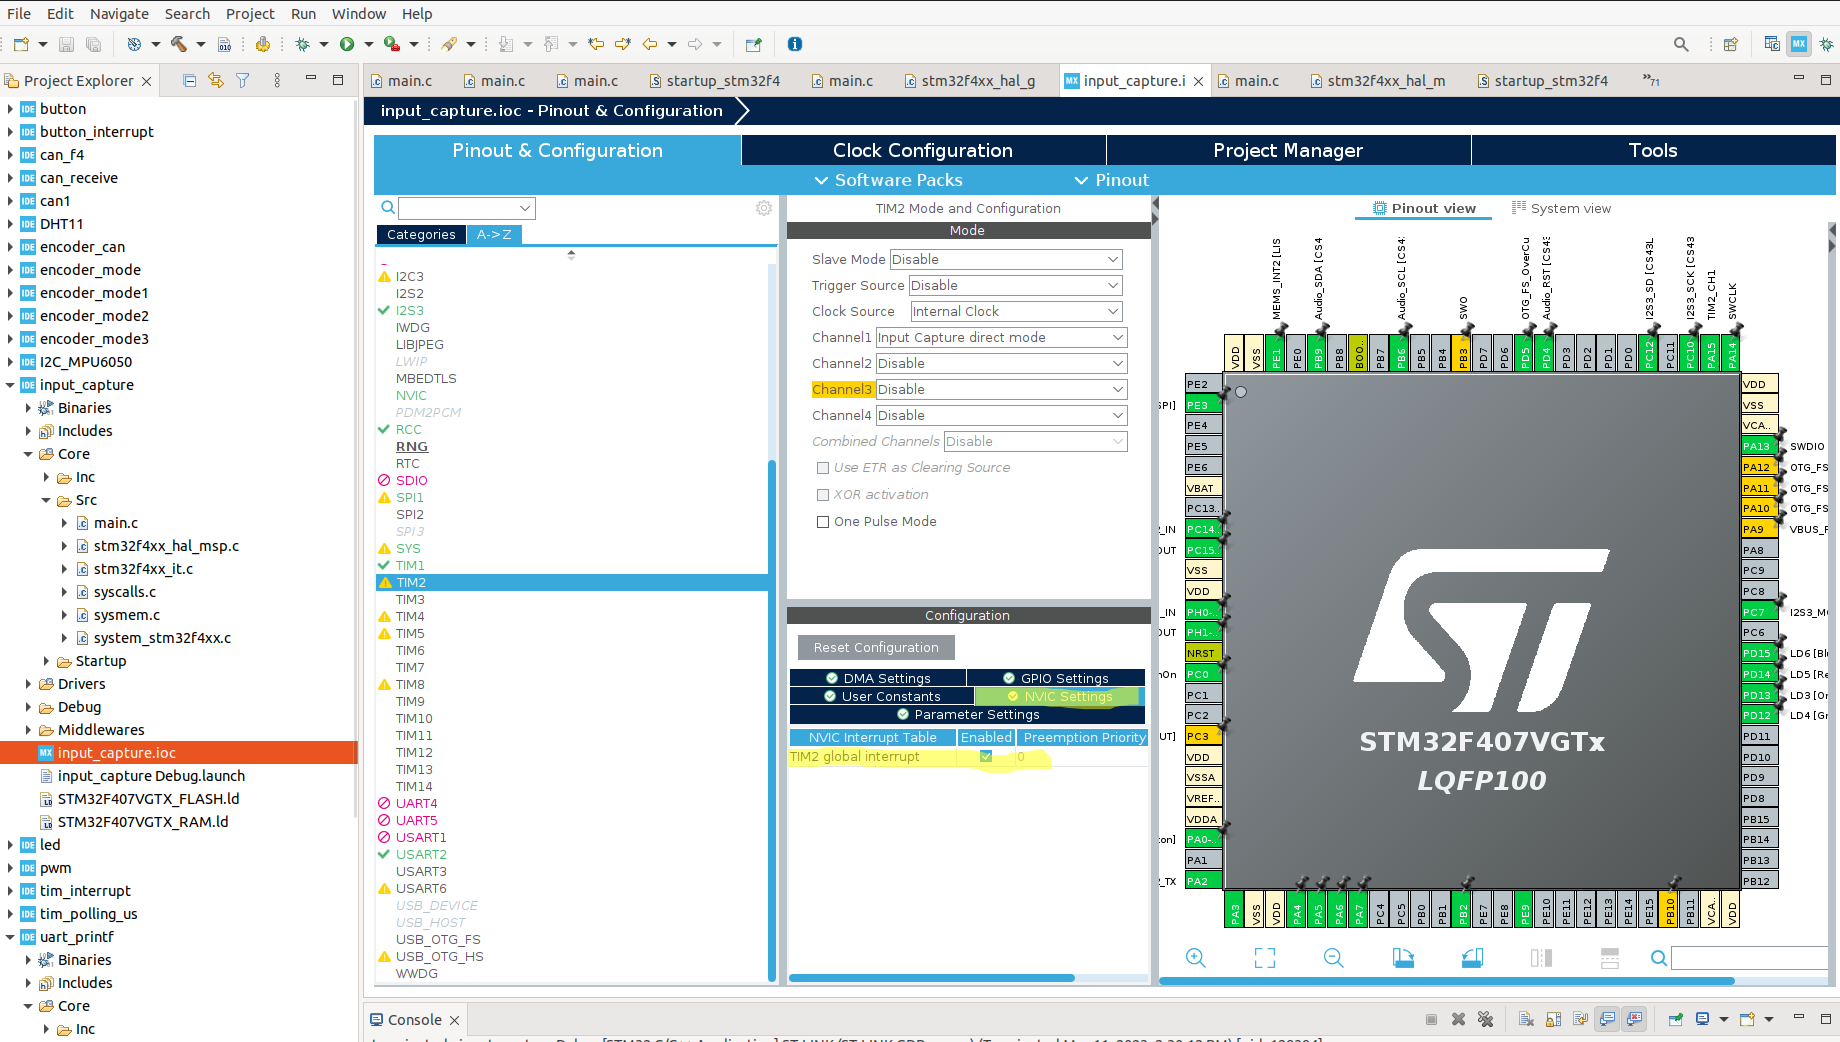 File Edit Navigate Search Project Run Window Help
Project Explorer
main.c
main.c
main.c
startup_stm32f4
main.c
stm32f4xx_hal_g
input_capture.i
main.c
stm32f4xx_hal_m
startup_stm32f4
71
button
button_interrupt
can_f4
can_receive
can1
DHT11
encoder_can
encoder_mode
encoder_mode1
encoder_mode2
encoder_mode3
I2C_MPU6050
input_capture
Binaries
Includes
Core
Inc
Src
main.c
stm32f4xx_hal_msp.c
stm32f4xx_it.c
syscalls.c
sysmem.c
system_stm32f4xx.c
Startup
Drivers
Debug
Middlewares
input_capture.ioc
input_capture Debug.launch
STM32F407VGTX_FLASH.ld
STM32F407VGTX_RAM.ld
led
pwm
tim_interrupt
tim_polling_us
uart_printf
Binaries
Includes
Core
Inc
input_capture.ioc - Pinout & Configuration
Pinout & Configuration
Clock Configuration
Project Manager
Tools
Software Packs
Pinout
Categories
A->Z
I2C3
I2S2
I2S3
IWDG
LIBJPEG
LWIP
MBEDTLS
NVIC
PDM2PCM
RCC
RNG
RTC
SDIO
SPI1
SPI2
SPI3
SYS
TIM1
TIM2
TIM3
TIM4
TIM5
TIM6
TIM7
TIM8
TIM9
TIM10
TIM11
TIM12
TIM13
TIM14
UART4
UART5
USART1
USART2
USART3
USART6
USB_DEVICE
USB_HOST
USB_OTG_FS
USB_OTG_HS
WWDG
TIM2 Mode and Configuration
Mode
Slave Mode Disable
Trigger Source Disable
Clock Source Internal Clock
Channel1 Input Capture direct mode
Channel2 Disable
Channel3 Disable
Channel4 Disable
Combined Channels Disable
Use ETR as Clearing Source
XOR activation
One Pulse Mode
Configuration
Reset Configuration
DMA Settings
GPIO Settings
User Constants
NVIC Settings
Parameter Settings
NVIC Interrupt Table
Enabled
Preemption Priority
TIM2 global interrupt
0
Pinout view
System view
MEMS_INT2 [LIS
Audio_SDA [CS4
Audio_SCL [CS4
SWO
OTG_FS_OverCu
Audio_RST [CS4
I2S3_SD [CS43L
I2S3_SCK [CS43
TIM2_CH1
SWCLK
VDD
VSS
PE1
PE0
PB9
PB8
BOO..
PB7
PB6
PB5
PB4
PB3
PD7
PD6
PD5
PD4
PD3
PD2
PD1
PD0
PC12
PC11
PC10
PA15
PA14
PE2
PE3
PE4
PE5
PE6
VBAT
PC13..
PC14..
PC15..
VSS
VDD
PH0-..
PH1-..
NRST
PC0
PC1
PC2
PC3
VDD
VSSA
VREF..
VDDA
PA0-..
PA1
PA2
SPI]
_IN
OUT
_IN
OUT
nOn
UT]
ton]
_TX
VDD
VSS
VCA..
PA13 SWDIO
PA12 OTG_FS
PA11 OTG_FS
PA10 OTG_FS
PA9 VBUS_F
PA8
PC9
PC8
PC7 I2S3_M
PC6
PD15 LD6 [Bl
PD14 LD5 [Re
PD13 LD3 [Or
PD12 LD4 [Gr
PD11
PD10
PD9
PD8
PB15
PB14
PB13
PB12
STM32F407VGTx
LQFP100
PA3
VSS
VDD
PA4
PA5
PA6
PA7
PC4
PC5
PB0
PB1
PB2
PE7
PE8
PE9
PE10
PE11
PE12
PE13
PE14
PE15
PB10
PB11
VCA..
VDD
Console